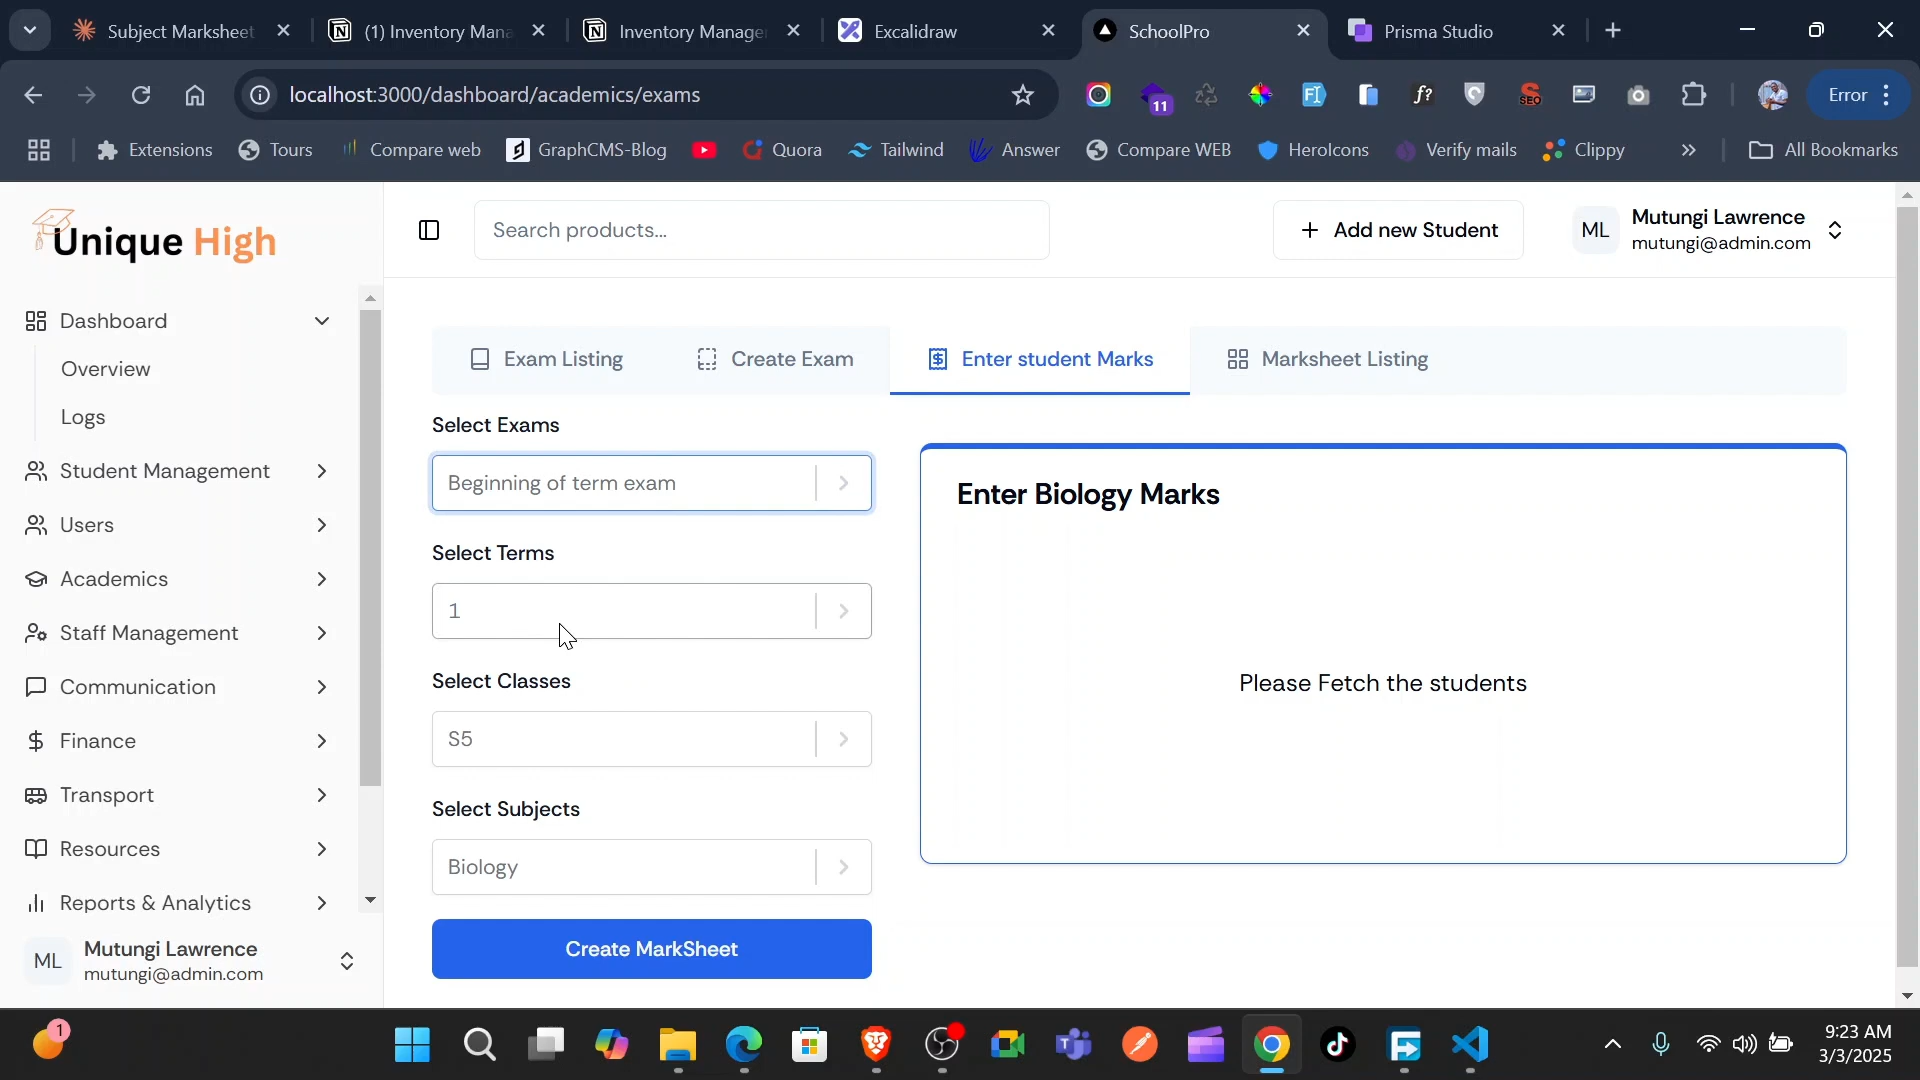 Subject Marksheet
(1) Inventory Mana
Inventory Manage
Excalidraw
SchoolPro
Prisma Studio
localhost:3000/dashboard/academics/exams
11
f?
SEO
Error
Extensions
Tours
Compare web
GraphCMS-Blog
Quora
Tailwind
Answer
Compare WEB
HeroIcons
Verify mails
Clippy
All Bookmarks
Unique High
Search products...
Add new Student
ML
Mutungi Lawrence
mutungi@admin.com
Dashboard
Overview
Logs
Student Management
Users
Academics
Staff Management
Communication
Finance
Transport
Resources
Reports & Analytics
ML
Mutungi Lawrence
mutungi@admin.com
Exam Listing
Create Exam
Enter student Marks
Marksheet Listing
Select Exams
Beginning of term exam
Select Terms
1
Select Classes
S5
Select Subjects
Biology
Create MarkSheet
Enter Biology Marks
Please Fetch the students
1
9:23 AM
3/3/2025